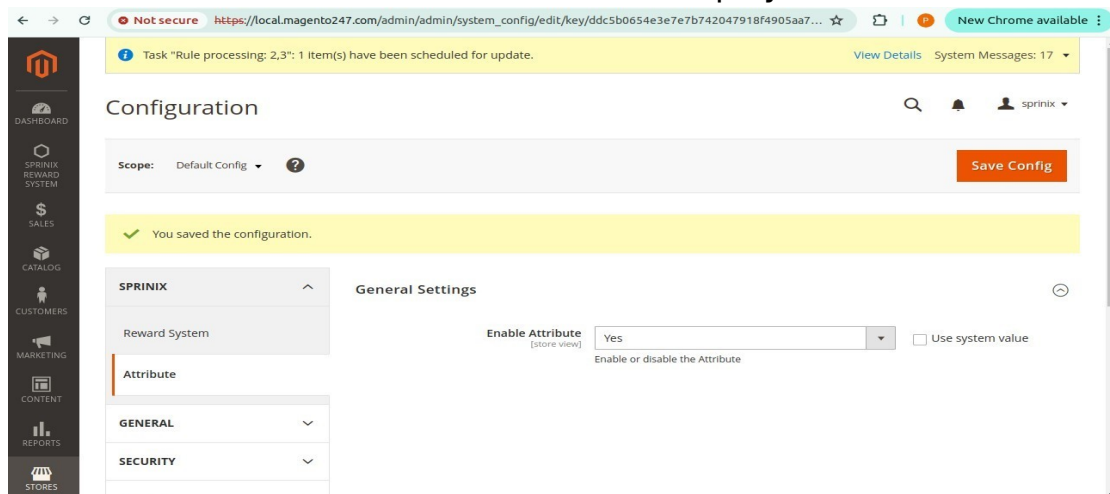 Not secure https://local.magento247.com/admin/admin/system_config/edit/key/ddc5b0654e3e7e7b742047918f4905aa7...
P
New Chrome available
Task "Rule processing: 2,3": 1 item(s) have been scheduled for update.
View Details System Messages: 17
Configuration
sprinix
Scope: Default Config ?
Save Config
You saved the configuration.
DASHBOARD
SPRINIX
REWARD
SYSTEM
$
SALES
CATALOG
CUSTOMERS
MARKETING
CONTENT
REPORTS
STORES
SPRINIX
Reward System
Attribute
GENERAL
SECURITY
General Settings
Enable Attribute
[store view]
Yes
Use system value
Enable or disable the Attribute